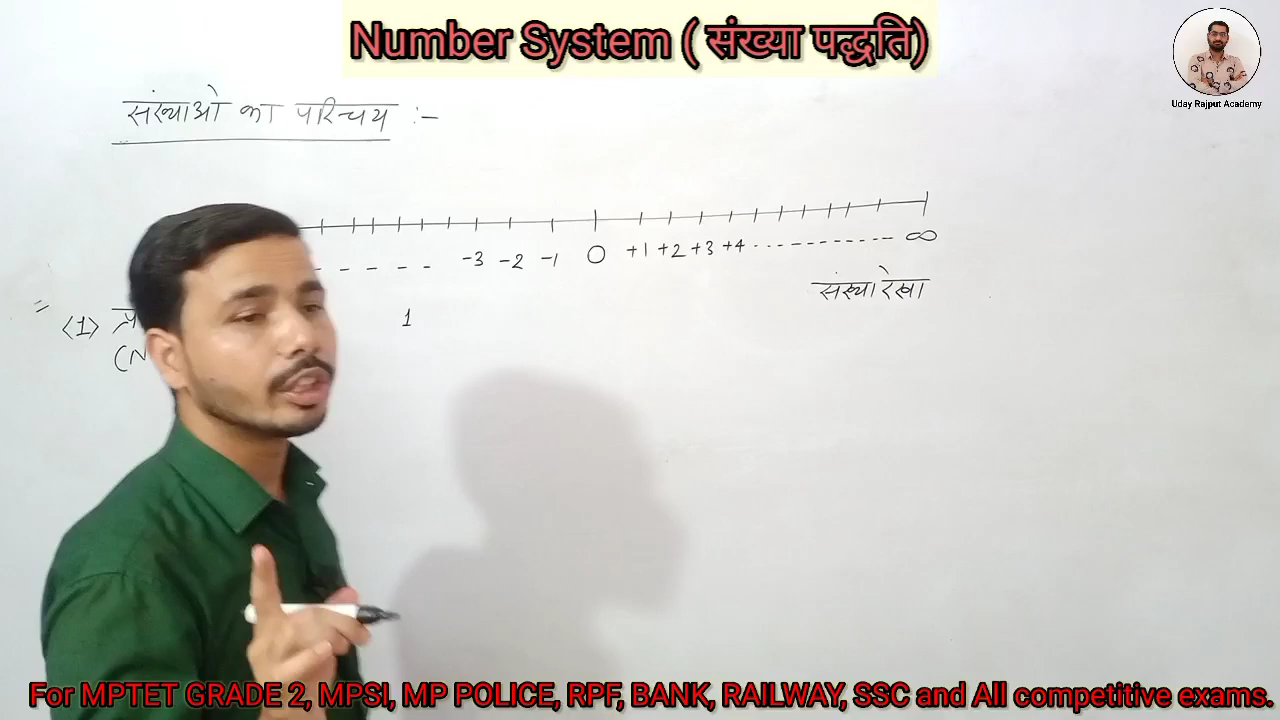 Number System ( संख्या पद्धति)
Uday Rajput Academy
संख्याओ का परिचय :-
-3 -2 -1 0 +1 +2 +3 +4 ----------- ∞
संख्या रेखा
(1) 1
(N
For MPTET GRADE 2, MPSI, MP POLICE, RPF, BANK, RAILWAY, SSC and All competitive exams.